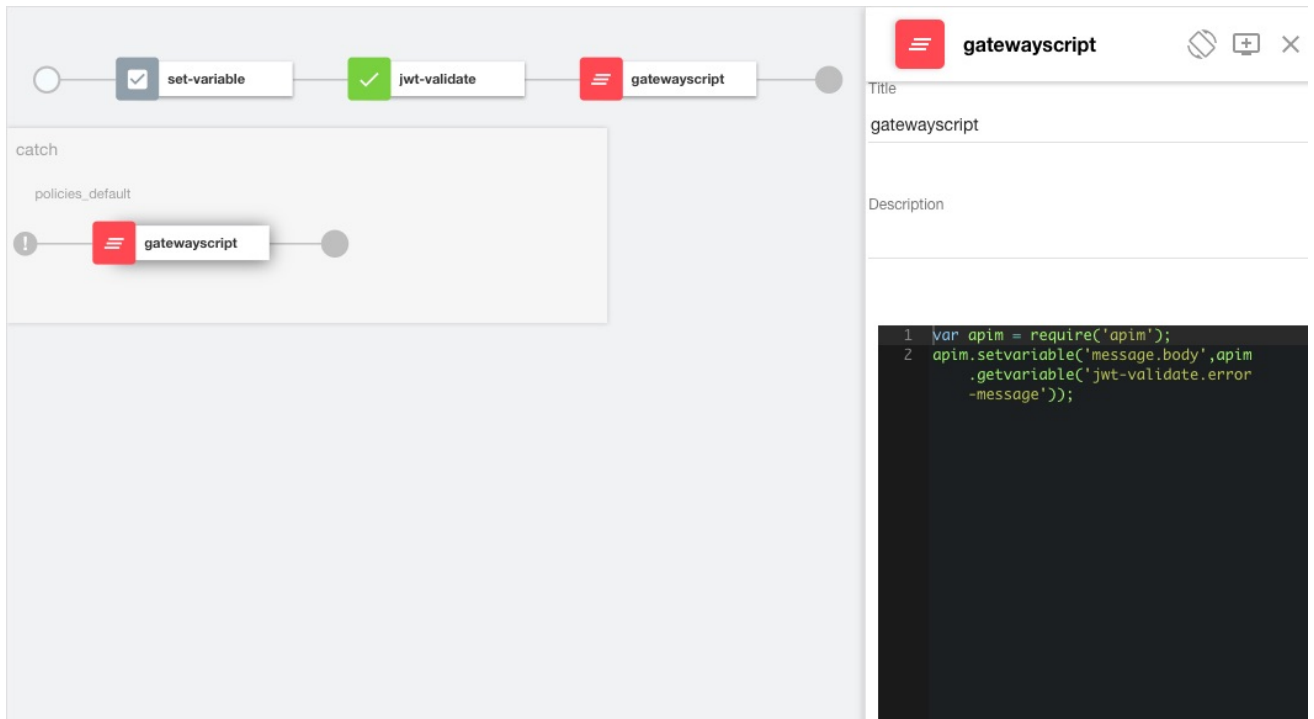 set-variable
jwt-validate
gatewayscript
catch
policies_default
!
gatewayscript
gatewayscript
Title
gatewayscript
Description
1 var apim = require('apim');
2 apim.setvariable('message.body',apim
.getvariable('jwt-validate.error
-message'));